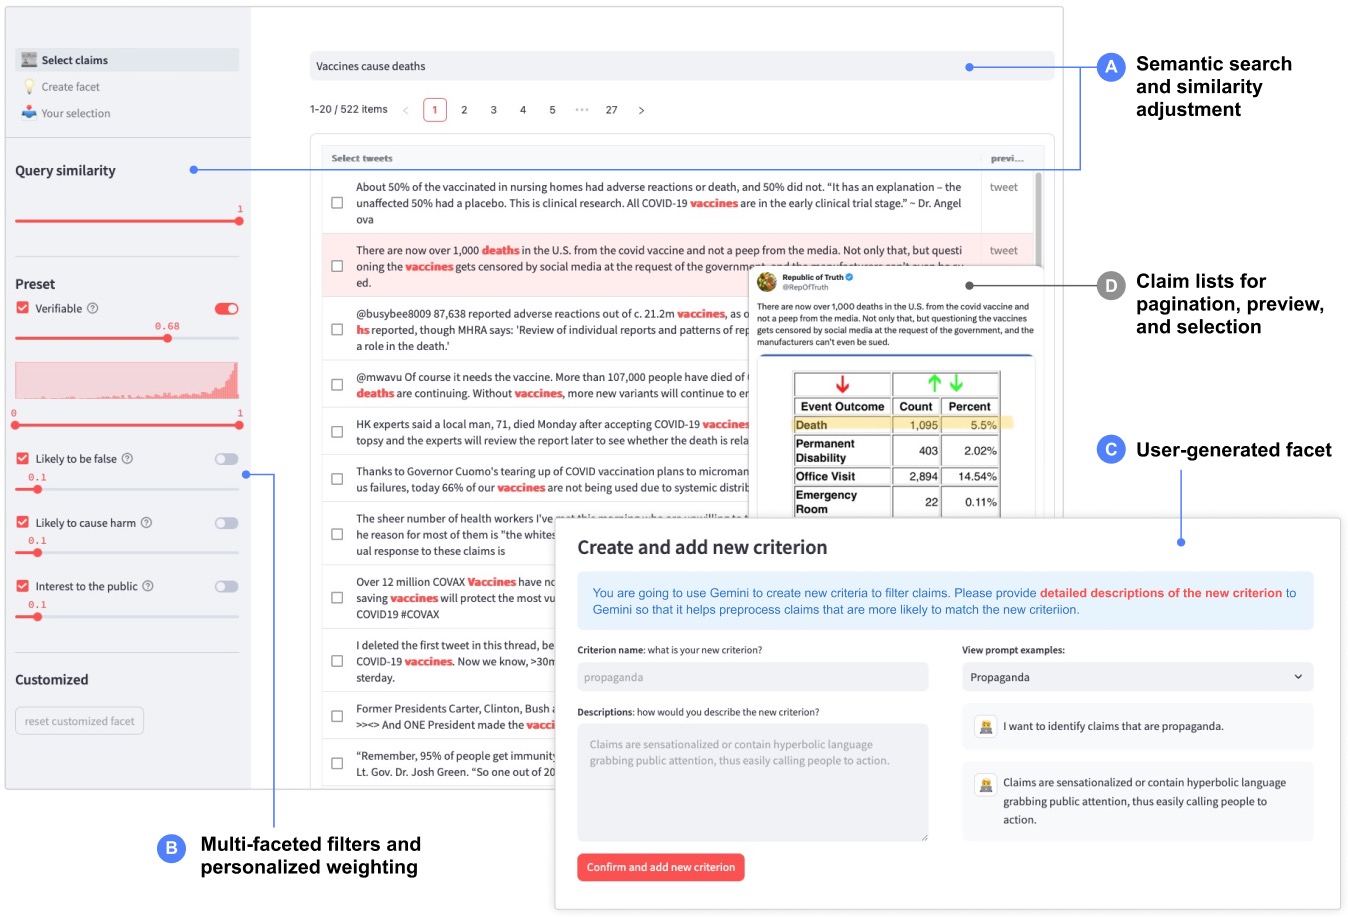 Select claims
Create facet
Your selection
Query similarity
1
Preset
Verifiable
0.68
0
1
Likely to be false
0.1
Likely to cause harm
0.1
Interest to the public
0.1
Customized
reset customized facet
Vaccines cause deaths
1-20 / 522 items < 1 2 3 4 5 ••• 27 >
Select tweets previ...
About 50% of the vaccinated in nursing homes had adverse reactions or death, and 50% did not. “It has an explanation – the
unaffected 50% had a placebo. This is clinical research. All COVID-19 vaccines are in the early clinical trial stage.” ~ Dr. Angel
ova
tweet
There are now over 1,000 deaths in the U.S. from the covid vaccine and not a peep from the media. Not only that, but questi
oning the vaccines gets censored by social media at the request of the government, and the manufacturers can't even be su
ed.
tweet
@busybee8009 87,638 reported adverse reactions out of c. 21.2m vaccines, as o
hs reported, though MHRA says: 'Review of individual reports and patterns of rep
a role in the death.'
@mwavu Of course it needs the vaccine. More than 107,000 people have died of
deaths are continuing. Without vaccines, more new variants will continue to er
HK experts said a local man, 71, died Monday after accepting COVID-19 vaccines
topsy and the experts will review the report later to see whether the death is rela
Thanks to Governor Cuomo's tearing up of COVID vaccination plans to microman
us failures, today 66% of our vaccines are not being used due to systemic distrib
The sheer number of health workers I've met this morning who are unwilling to t
he reason for most of them is "the whites
ual response to these claims is
Over 12 million COVAX Vaccines have no
saving vaccines will protect the most vu
COVID19 #COVAX
I deleted the first tweet in this thread, be
COVID-19 vaccines. Now we know, >30m
sterday.
Former Presidents Carter, Clinton, Bush a
>><> And ONE President made the vacci
“Remember, 95% of people get immunity
Lt. Gov. Dr. Josh Green. “So one out of 20
Republic of Truth
@RepOfTruth
There are now over 1,000 deaths in the U.S. from the covid vaccine and
not a peep from the media. Not only that, but questioning the vaccines
gets censored by social media at the request of the government, and the
manufacturers can't even be sued.
Event Outcome Count Percent
Death 1,095 5.5%
Permanent
Disability 403 2.02%
Office Visit 2,894 14.54%
Emergency
Room 22 0.11%
Create and add new criterion
You are going to use Gemini to create new criteria to filter claims. Please provide detailed descriptions of the new criterion to
Gemini so that it helps preprocess claims that are more likely to match the new criteriion.
Criterion name: what is your new criterion?
propaganda
Descriptions: how would you describe the new criterion?
Claims are sensationalized or contain hyperbolic language
grabbing public attention, thus easily calling people to action.
Confirm and add new criterion
View prompt examples:
Propaganda
I want to identify claims that are propaganda.
Claims are sensationalized or contain hyperbolic language
grabbing public attention, thus easily calling people to
action.
A Semantic search
and similarity
adjustment
D Claim lists for
pagination, preview,
and selection
C User-generated facet
B Multi-faceted filters and
personalized weighting